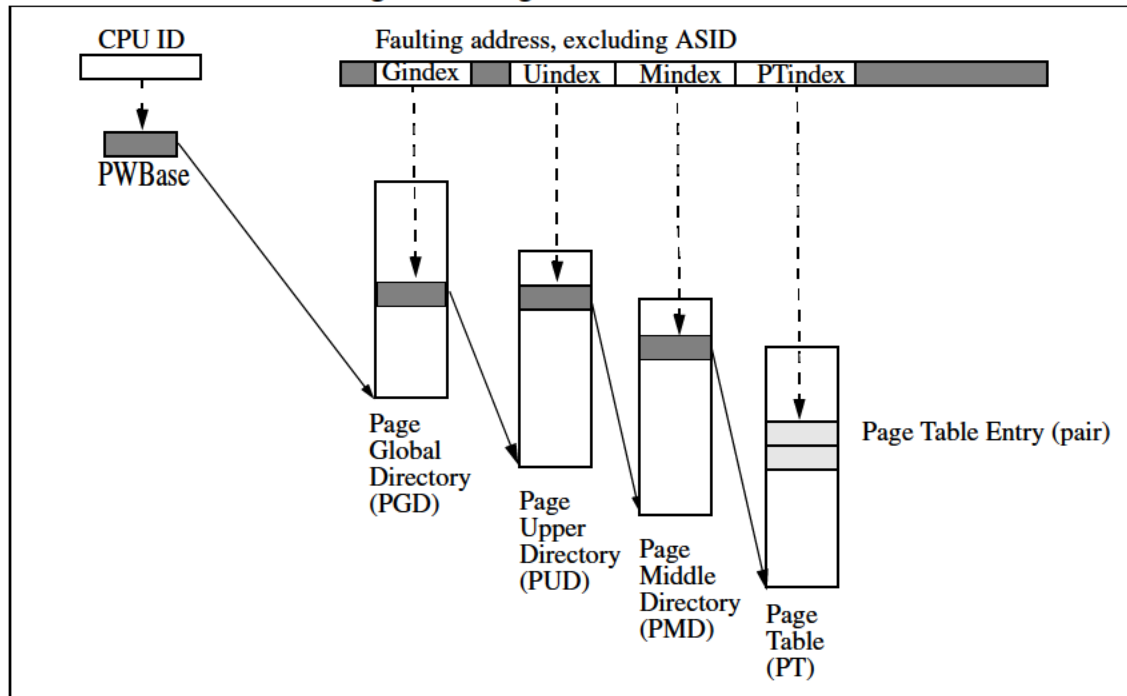 CPU ID
Faulting address, excluding ASID
Gindex
Uindex
Mindex
PTindex
PWBase
Page
Global
Directory
(PGD)
Page
Upper
Directory
(PUD)
Page
Middle
Directory
(PMD)
Page
Table
(PT)
Page Table Entry (pair)